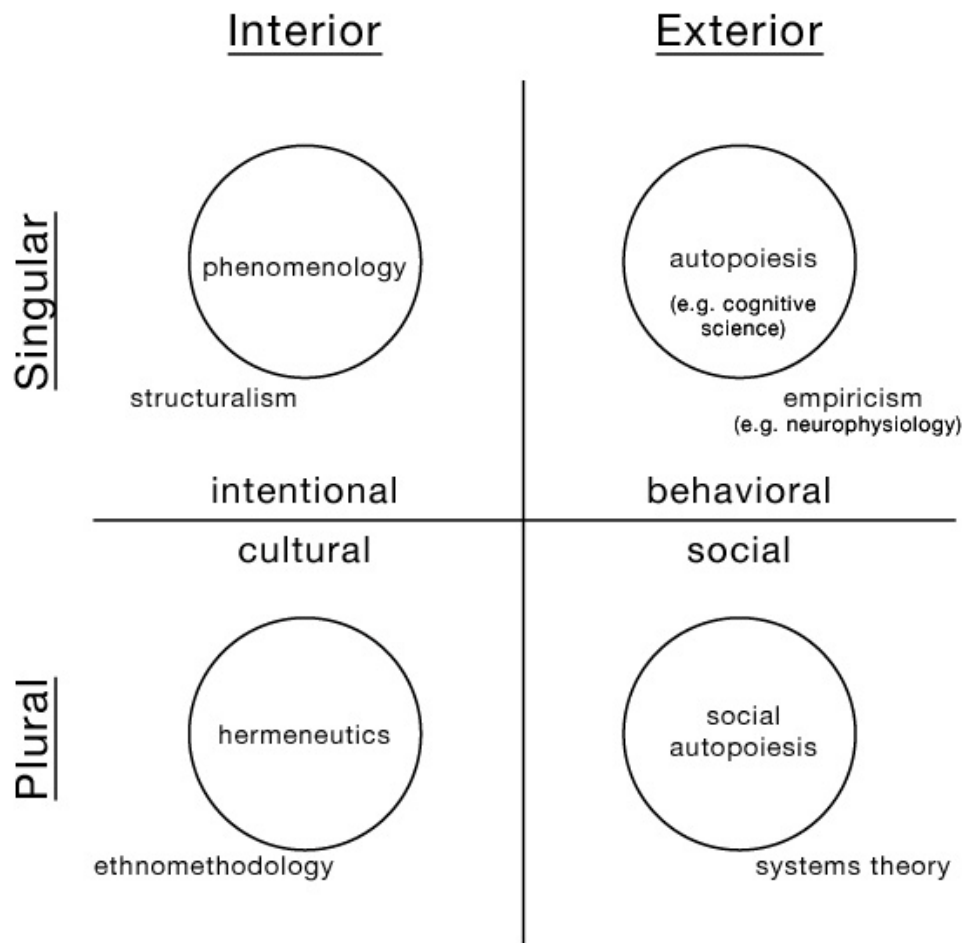 Interior
Exterior
Singular
phenomenology
structuralism
intentional
autopoiesis
(e.g. cognitive
science)
empiricism
(e.g. neurophysiology)
behavioral
Plural
cultural
hermeneutics
ethnomethodology
social
social
autopoiesis
systems theory